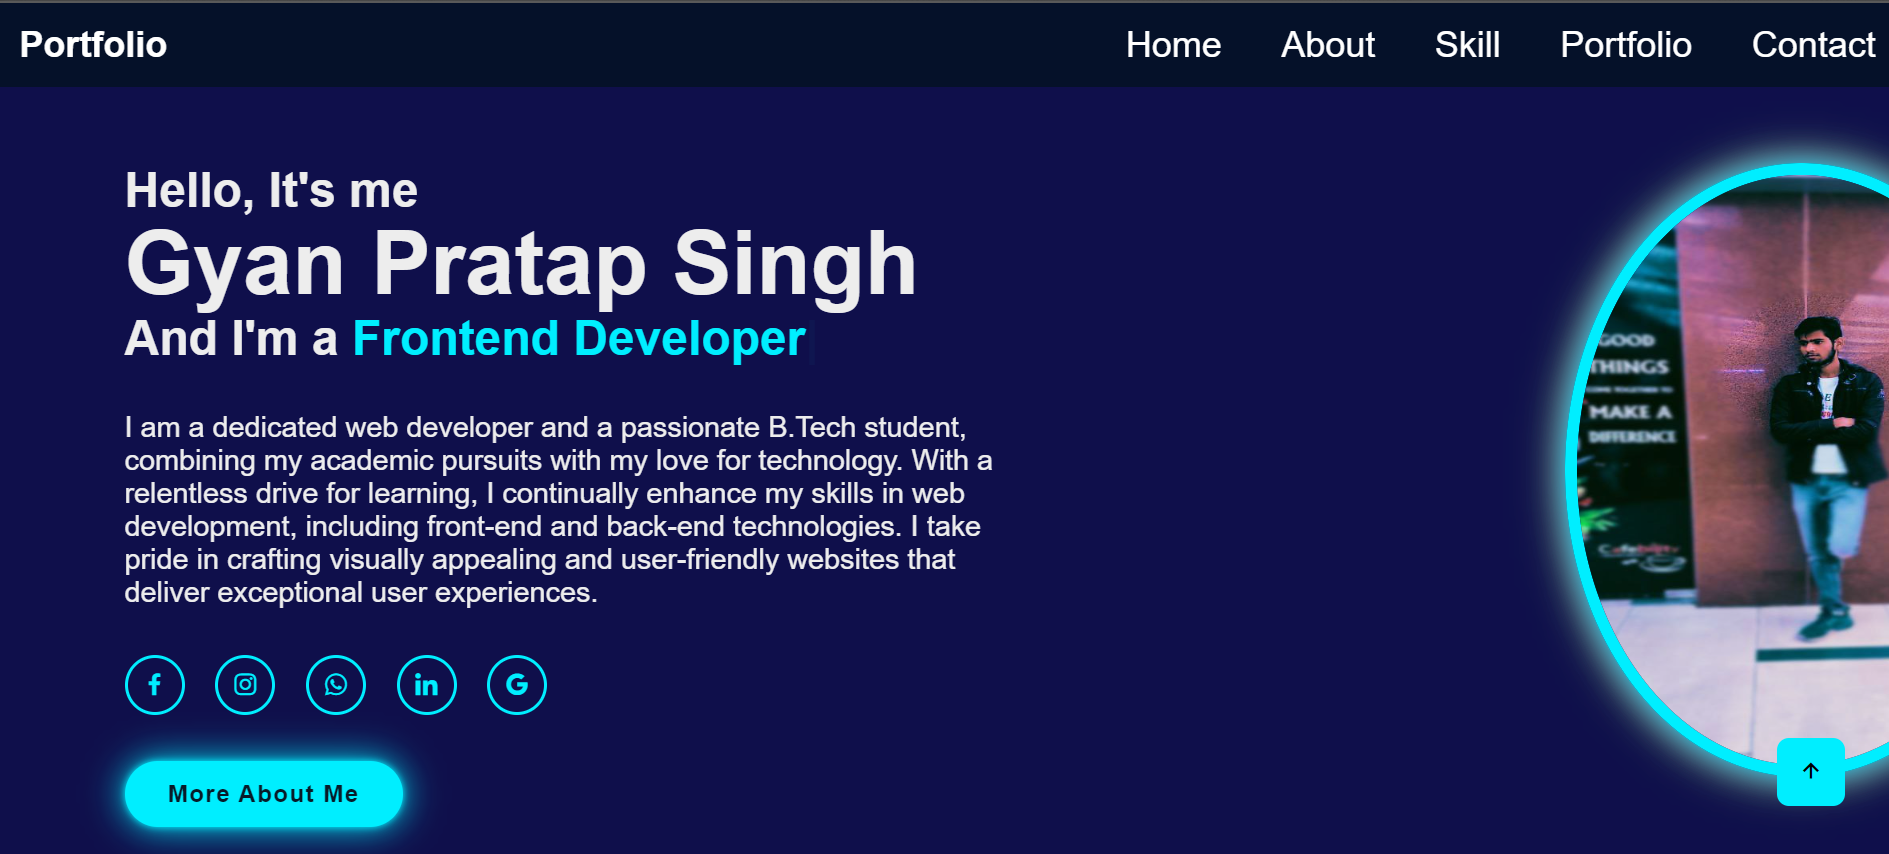 Portfolio
Home About Skill Portfolio Contact
Hello, It's me
Gyan Pratap Singh
And I'm a Frontend Developer
I am a dedicated web developer and a passionate B.Tech student,
combining my academic pursuits with my love for technology. With a
relentless drive for learning, I continually enhance my skills in web
development, including front-end and back-end technologies. I take
pride in crafting visually appealing and user-friendly websites that
deliver exceptional user experiences.
More About Me
GOOD
THINGS
MAKE A
DIFFERENCE